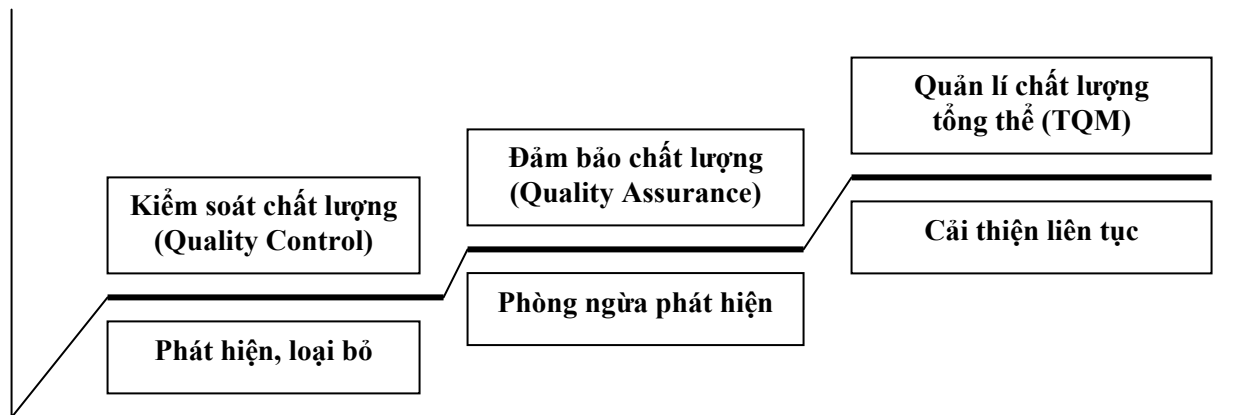 Kiểm soát chất lượng
(Quality Control)
Phát hiện, loại bỏ
Đảm bảo chất lượng
(Quality Assurance)
Phòng ngừa phát hiện
Quản lí chất lượng
tổng thể (TQM)
Cải thiện liên tục